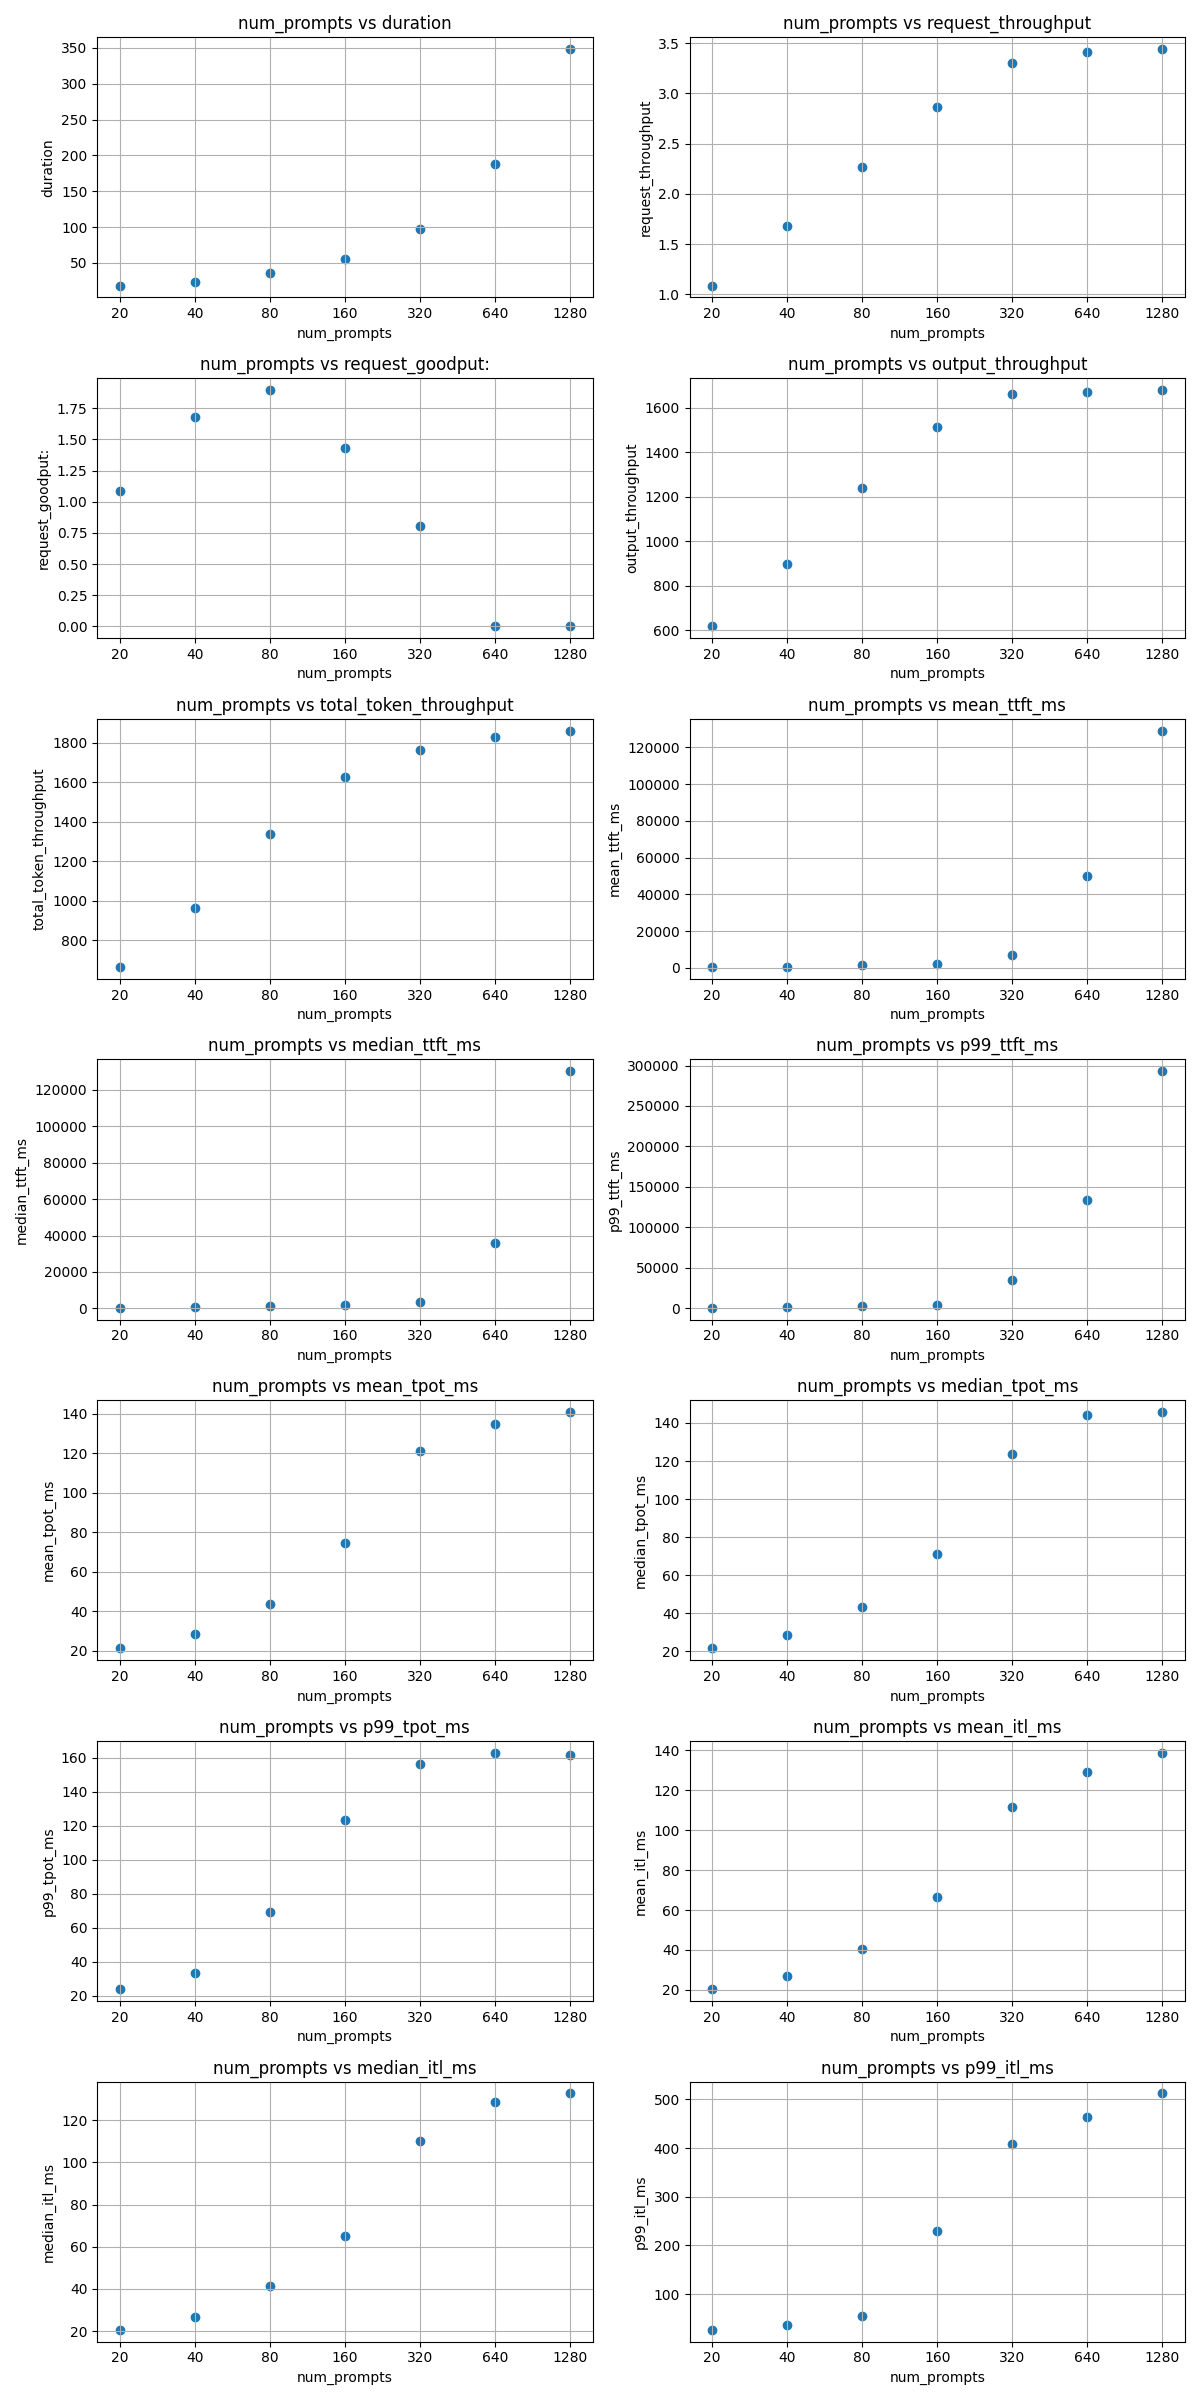 num_prompts vs duration
350
300
250
200
150
100
50
duration
20 40 80 160 320 640 1280
num_prompts
num_prompts vs request_throughput
3.5
3.0
2.5
2.0
1.5
1.0
request_throughput
20 40 80 160 320 640 1280
num_prompts
num_prompts vs request_goodput:
1.75
1.50
1.25
1.00
0.75
0.50
0.25
0.00
request_goodput:
20 40 80 160 320 640 1280
num_prompts
num_prompts vs output_throughput
1600
1400
1200
1000
800
600
output_throughput
20 40 80 160 320 640 1280
num_prompts
num_prompts vs total_token_throughput
1800
1600
1400
1200
1000
800
total_token_throughput
20 40 80 160 320 640 1280
num_prompts
num_prompts vs mean_ttft_ms
120000
100000
80000
60000
40000
20000
0
mean_ttft_ms
20 40 80 160 320 640 1280
num_prompts
num_prompts vs median_ttft_ms
120000
100000
80000
60000
40000
20000
0
median_ttft_ms
20 40 80 160 320 640 1280
num_prompts
num_prompts vs p99_ttft_ms
300000
250000
200000
150000
100000
50000
0
p99_ttft_ms
20 40 80 160 320 640 1280
num_prompts
num_prompts vs mean_tpot_ms
140
120
100
80
60
40
20
mean_tpot_ms
20 40 80 160 320 640 1280
num_prompts
num_prompts vs median_tpot_ms
140
120
100
80
60
40
20
median_tpot_ms
20 40 80 160 320 640 1280
num_prompts
num_prompts vs p99_tpot_ms
160
140
120
100
80
60
40
20
p99_tpot_ms
20 40 80 160 320 640 1280
num_prompts
num_prompts vs mean_itl_ms
140
120
100
80
60
40
20
mean_itl_ms
20 40 80 160 320 640 1280
num_prompts
num_prompts vs median_itl_ms
120
100
80
60
40
20
median_itl_ms
20 40 80 160 320 640 1280
num_prompts
num_prompts vs p99_itl_ms
500
400
300
200
100
p99_itl_ms
20 40 80 160 320 640 1280
num_prompts